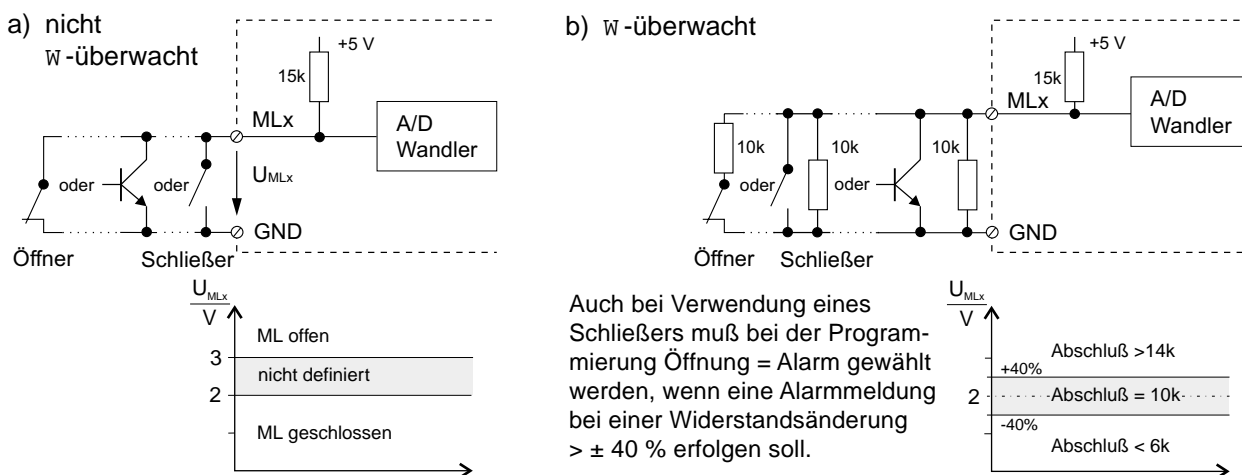 a) nicht
W -überwacht
+5 V
15k
MLx
A/D
Wandler
oder
oder
UMLx
GND
Öffner
Schließer
UMLx
V
ML offen
3
nicht definiert
2
ML geschlossen
b) W -überwacht
+5 V
15k
MLx
A/D
Wandler
10k
oder
10k
oder
10k
GND
Öffner
Schließer
Auch bei Verwendung eines
Schließers muß bei der Program-
mierung Öffnung = Alarm gewählt
werden, wenn eine Alarmmeldung
bei einer Widerstandsänderung
> ± 40 % erfolgen soll.
UMLx
V
Abschluß >14k
+40%
2
Abschluß = 10k
-40%
Abschluß < 6k